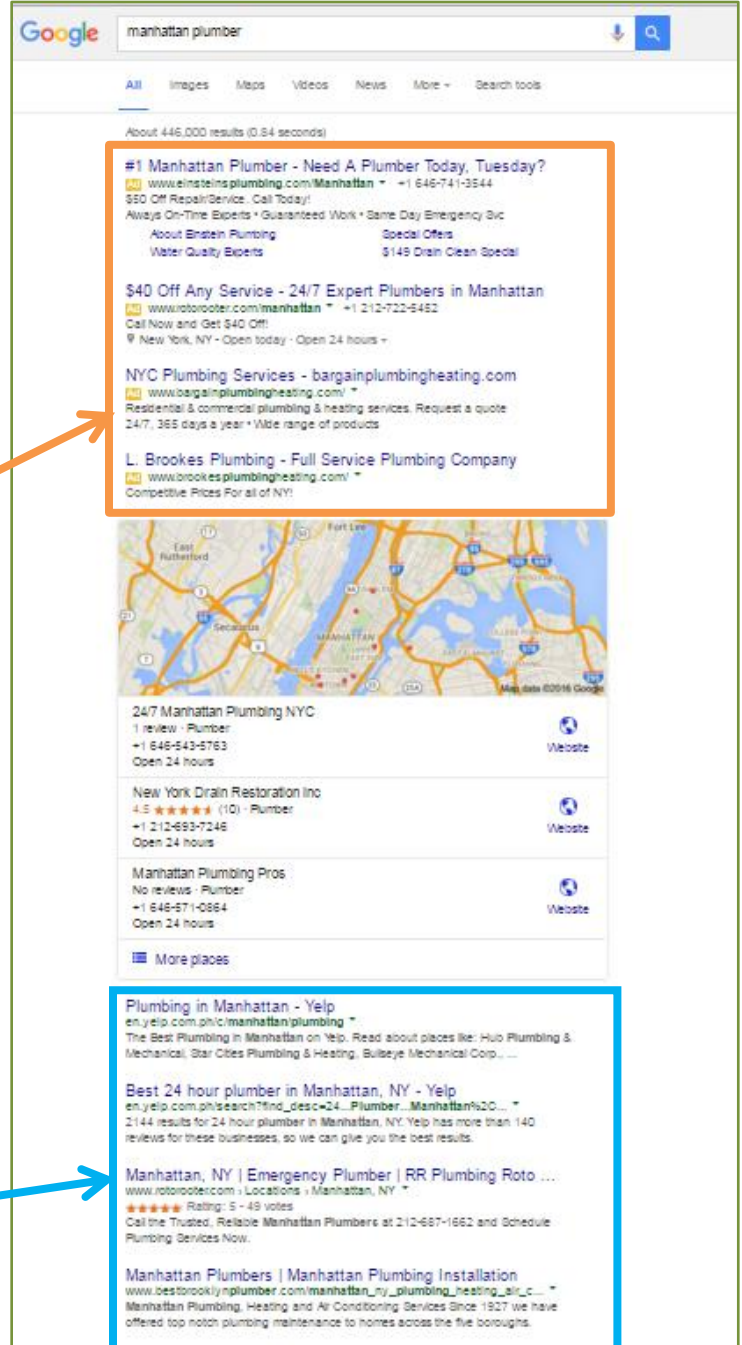 Google
manhattan plumber
All Images Maps Videos News More Search tools
About 446,000 results (0.84 seconds)
#1 Manhattan Plumber - Need A Plumber Today, Tuesday?
Ad www.einsteinsplumbing.com/Manhattan +1 646-741-3544
$50 Off Repair/Service. Call Today!
Always On-Time Experts • Guaranteed Work • Same Day Emergency Svc
About Einstein Plumbing Special Offers
Water Quality Experts $149 Drain Clean Special
$40 Off Any Service - 24/7 Expert Plumbers in Manhattan
Ad www.rotorooter.com/manhattan +1 212-722-5452
Call Now and Get $40 Off!
New York, NY - Open today · Open 24 hours
NYC Plumbing Services - bargainplumbingheating.com
Ad www.bargainplumbingheating.com/
Residential & commercial plumbing & heating services. Request a quote
24/7, 365 days a year • Wide range of products
L. Brookes Plumbing - Full Service Plumbing Company
Ad www.brookesplumbingheating.com/
Competitive Prices For all of NY!
Fort Lee
East Rutherford
Secaucus
MANHATTAN
Map data ©2016 Google
24/7 Manhattan Plumbing NYC
1 review · Plumber
+1 646-543-5763
Website
Open 24 hours
New York Drain Restoration Inc
4.5 ★★★★★ (10) · Plumber
+1 212-693-7246
Website
Open 24 hours
Manhattan Plumbing Pros
No reviews · Plumber
+1 646-571-0864
Website
Open 24 hours
More places
Plumbing in Manhattan - Yelp
en.yelp.com.ph/c/manhattan/plumbing
The Best Plumbing in Manhattan on Yelp. Read about places like: Hub Plumbing &
Mechanical, Star Cities Plumbing & Heating, Bullseye Mechanical Corp., ...
Best 24 hour plumber in Manhattan, NY - Yelp
en.yelp.com.ph/search?find_desc=24...Plumber...Manhattan%2C...
2144 results for 24 hour plumber in Manhattan, NY. Yelp has more than 140
reviews for these businesses, so we can give you the best results.
Manhattan, NY | Emergency Plumber | RR Plumbing Roto ...
www.rotorooter.com › Locations › Manhattan, NY
★★★★★ Rating: 5 - 49 votes
Call the Trusted, Reliable Manhattan Plumbers at 212-687-1662 and Schedule
Plumbing Services Now.
Manhattan Plumbers | Manhattan Plumbing Installation
www.bestbrooklynplumber.com/manhattan_ny_plumbing_heating_air_c...
Manhattan Plumbing, Heating and Air Conditioning Services Since 1927 we have
offered top notch plumbing maintenance to homes across the five boroughs.